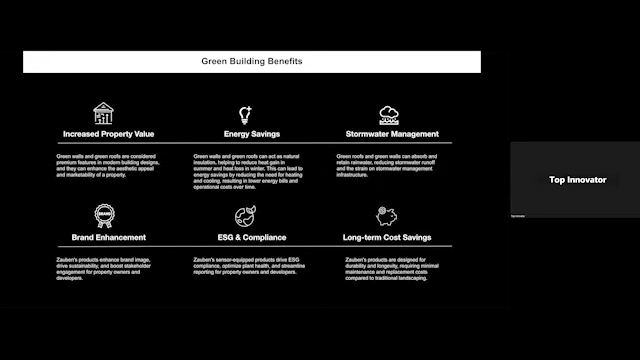 Green Building Benefits
Increased Property Value
Energy Savings
Stormwater Management
Green walls and green roofs are considered
premium features in modern building designs,
and they can enhance the aesthetic appeal
and marketability of a property.
Green walls and green roofs can act as natural
insulation, helping to reduce heat gain in
summer and heat loss in winter. This can lead to
energy savings by reducing the need for heating
and cooling, resulting in lower energy bills and
operational costs over time.
Green roofs and green walls can absorb and
retain rainwater, reducing stormwater runoff
and the strain on stormwater management
infrastructure.
BRAND
Brand Enhancement
ESG & Compliance
Long-term Cost Savings
Zauben's products enhance brand image,
drive sustainability, and boost stakeholder
engagement for property owners and
developers.
Zauben's sensor-equipped products drive ESG
compliance, optimize plant health, and streamline
reporting for property owners and developers.
Zauben's products are designed for
durability and longevity, requiring minimal
maintenance and replacement costs
compared to traditional landscaping.
Top Innovator
Top Innovator